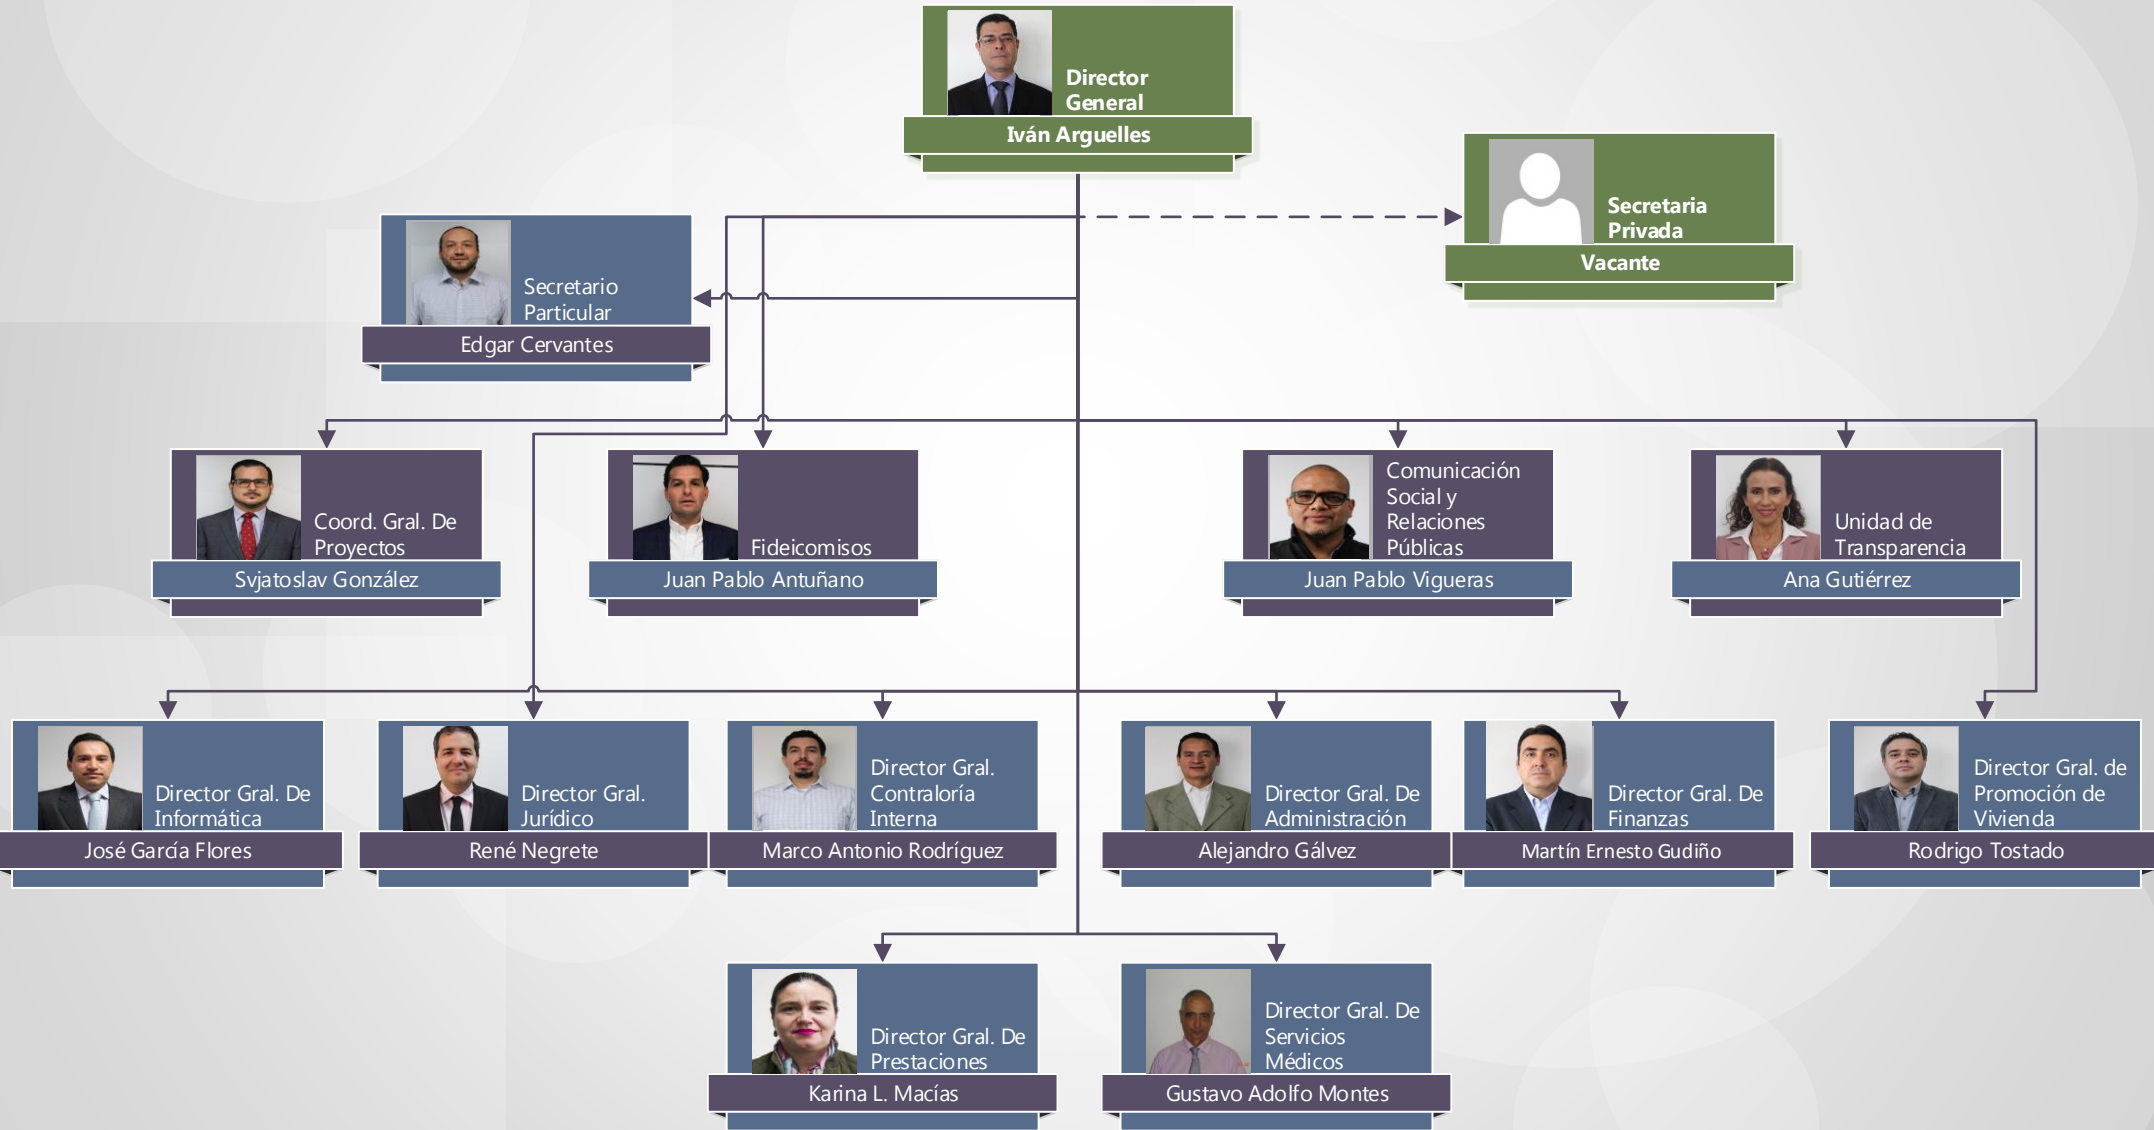 Director
General
Iván Arguelles
Secretaria
Privada
Vacante
Secretario
Particular
Edgar Cervantes
Coord. Gral. De
Proyectos
Svjatoslav González
Fideicomisos
Juan Pablo Antuñano
Comunicación
Social y
Relaciones
Públicas
Juan Pablo Vigueras
Unidad de
Transparencia
Ana Gutiérrez
Director Gral. De
Informática
José García Flores
Director Gral.
Jurídico
René Negrete
Director Gral.
Contraloría
Interna
Marco Antonio Rodríguez
Director Gral. De
Administración
Alejandro Gálvez
Director Gral. De
Finanzas
Martín Ernesto Gudiño
Director Gral. de
Promoción de
Vivienda
Rodrigo Tostado
Director Gral. De
Prestaciones
Karina L. Macías
Director Gral. De
Servicios
Médicos
Gustavo Adolfo Montes